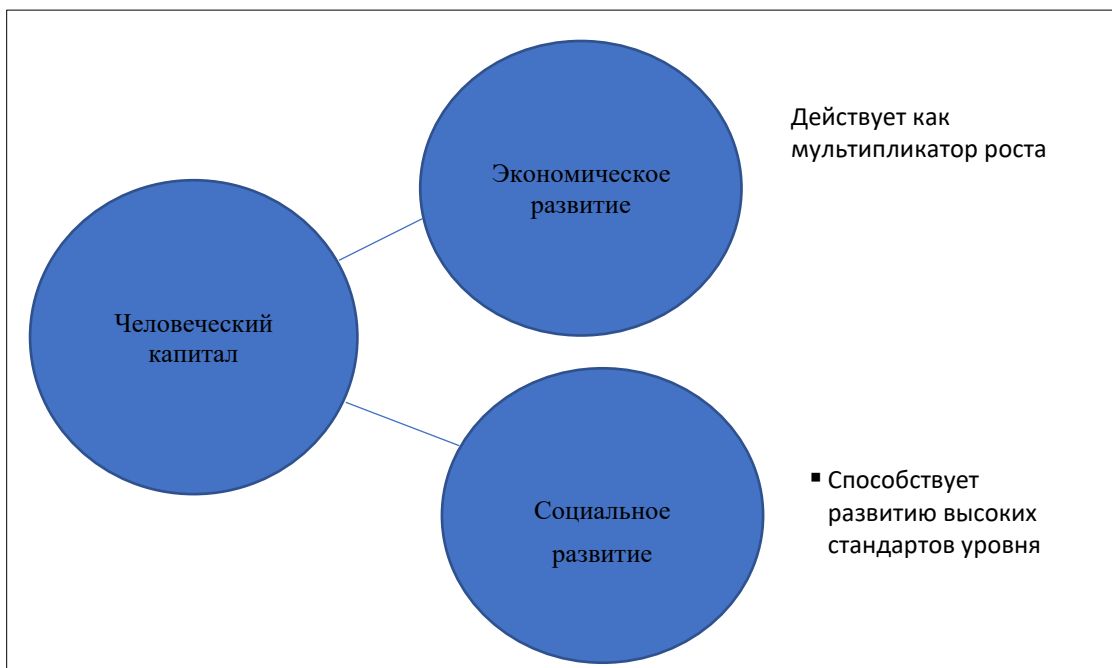 Действует как
мультипликатор роста
Экономическое
развитие
Человеческий
капитал
▪ Способствует
развитию высоких
стандартов уровня
Социальное
развитие